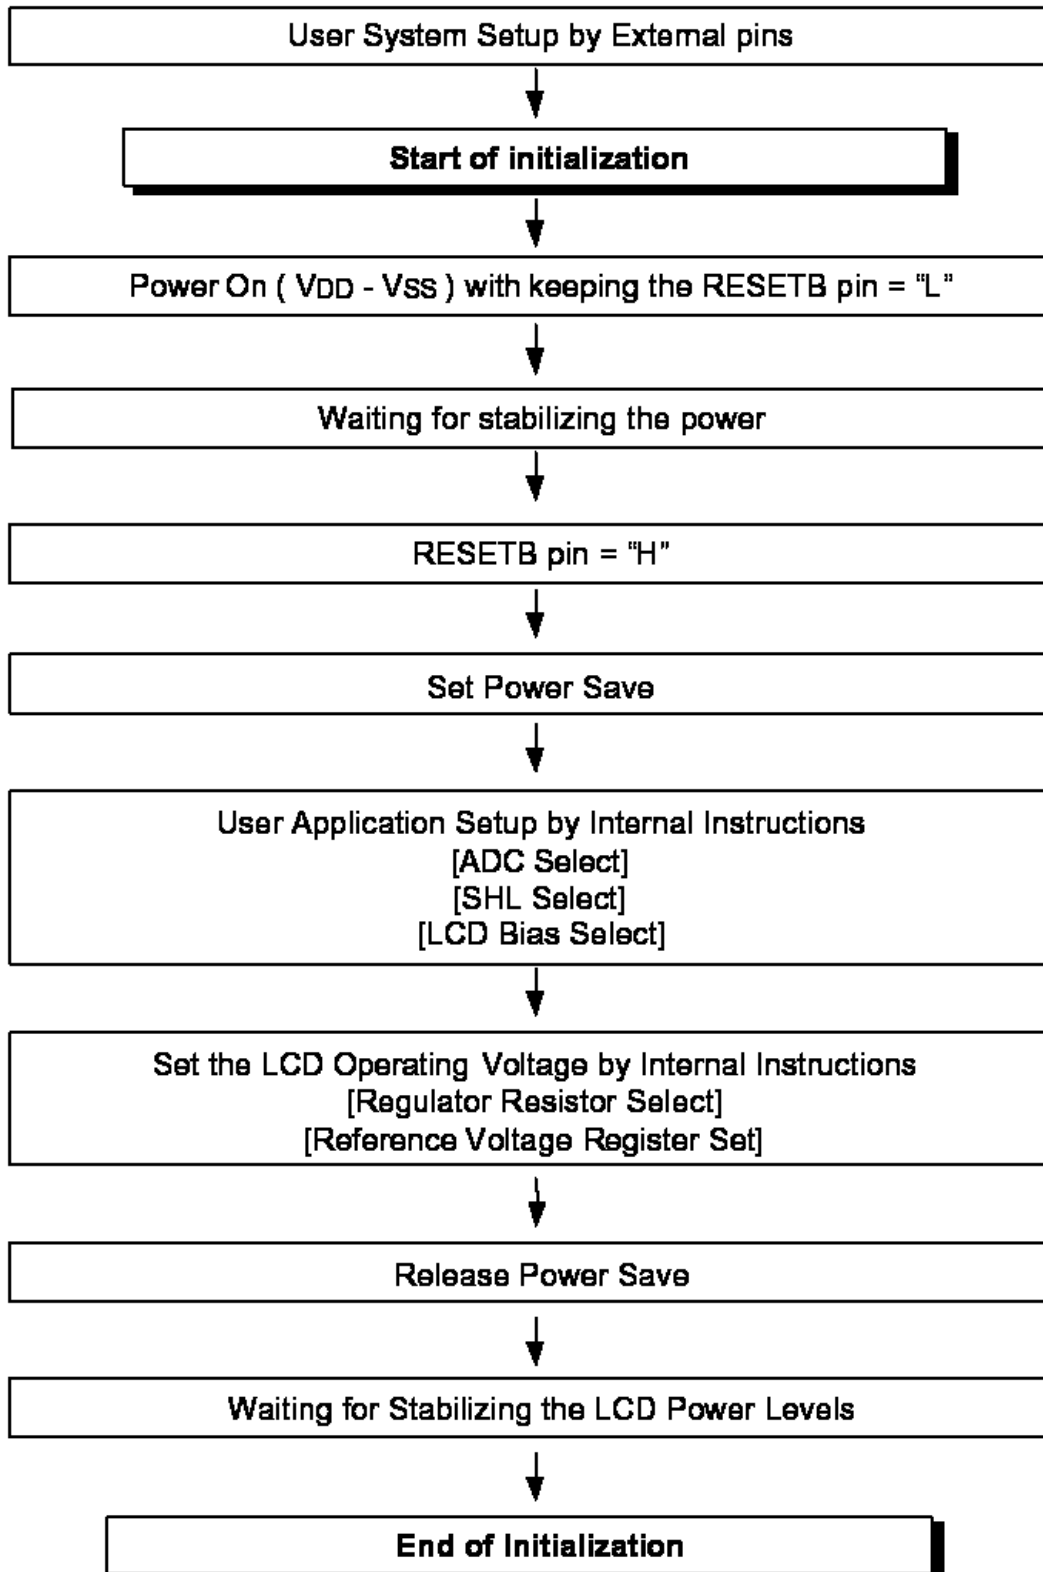 User System Setup by External pins
Start of initialization
Power On ( VDD - VSS ) with keeping the RESETB pin = “L”
Waiting for stabilizing the power
RESETB pin = “H”
Set Power Save
User Application Setup by Internal Instructions
[ADC Select]
[SHL Select]
[LCD Bias Select]
Set the LCD Operating Voltage by Internal Instructions
[Regulator Resistor Select]
[Reference Voltage Register Set]
Release Power Save
Waiting for Stabilizing the LCD Power Levels
End of Initialization